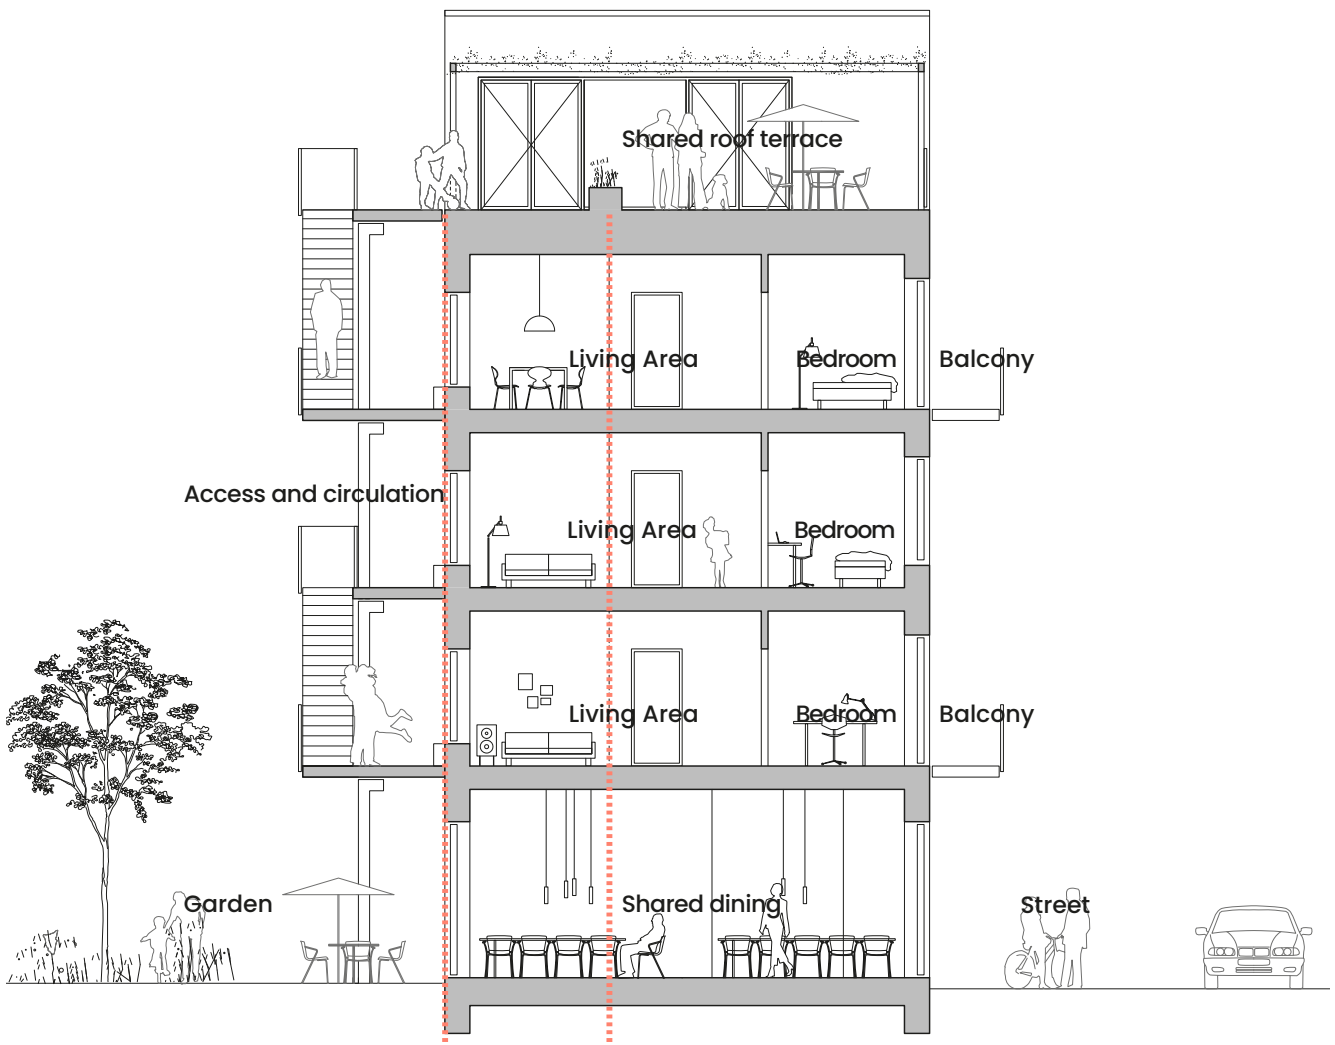 Shared roof terrace
Living Area
Bedroom
Balcony
Access and circulation
Living Area
Bedroom
Living Area
Bedroom
Balcony
Garden
Shared dining
Street